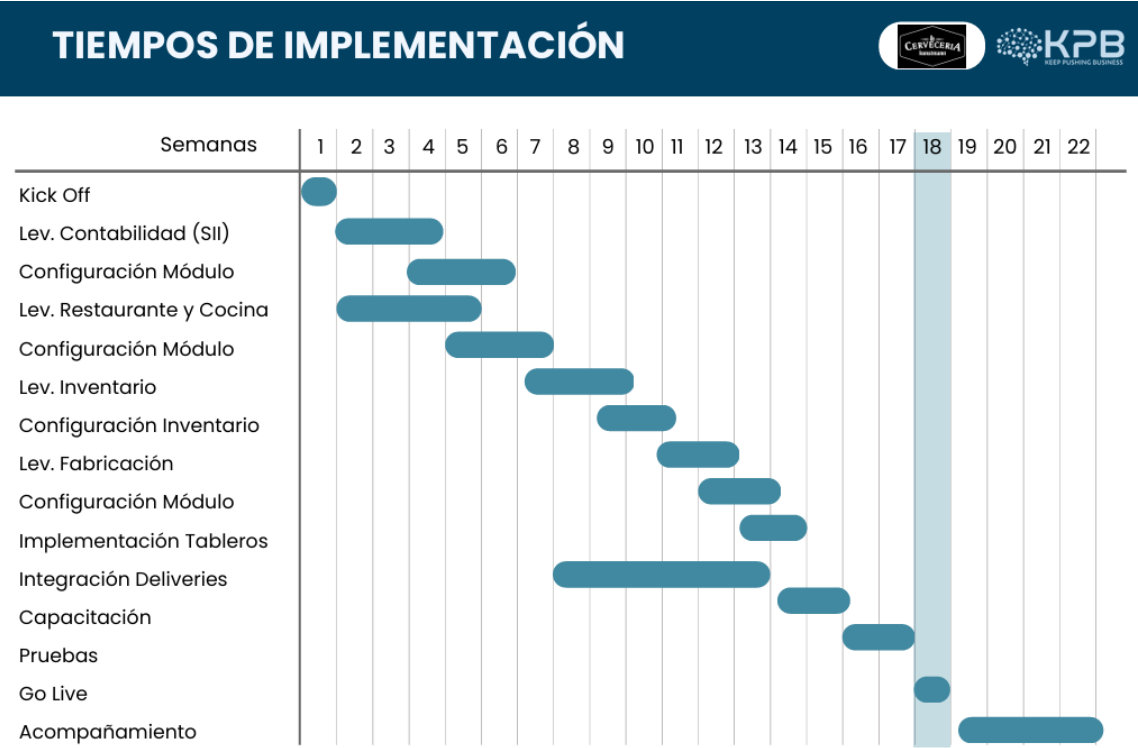 TIEMPOS DE IMPLEMENTACIÓN
CERVECERIA
kunstmann
KPB
KEEP PUSHING BUSINESS
Semanas 1 2 3 4 5 6 7 8 9 10 11 12 13 14 15 16 17 18 19 20 21 22
Kick Off
Lev. Contabilidad (SII)
Configuración Módulo
Lev. Restaurante y Cocina
Configuración Módulo
Lev. Inventario
Configuración Inventario
Lev. Fabricación
Configuración Módulo
Implementación Tableros
Integración Deliveries
Capacitación
Pruebas
Go Live
Acompañamiento